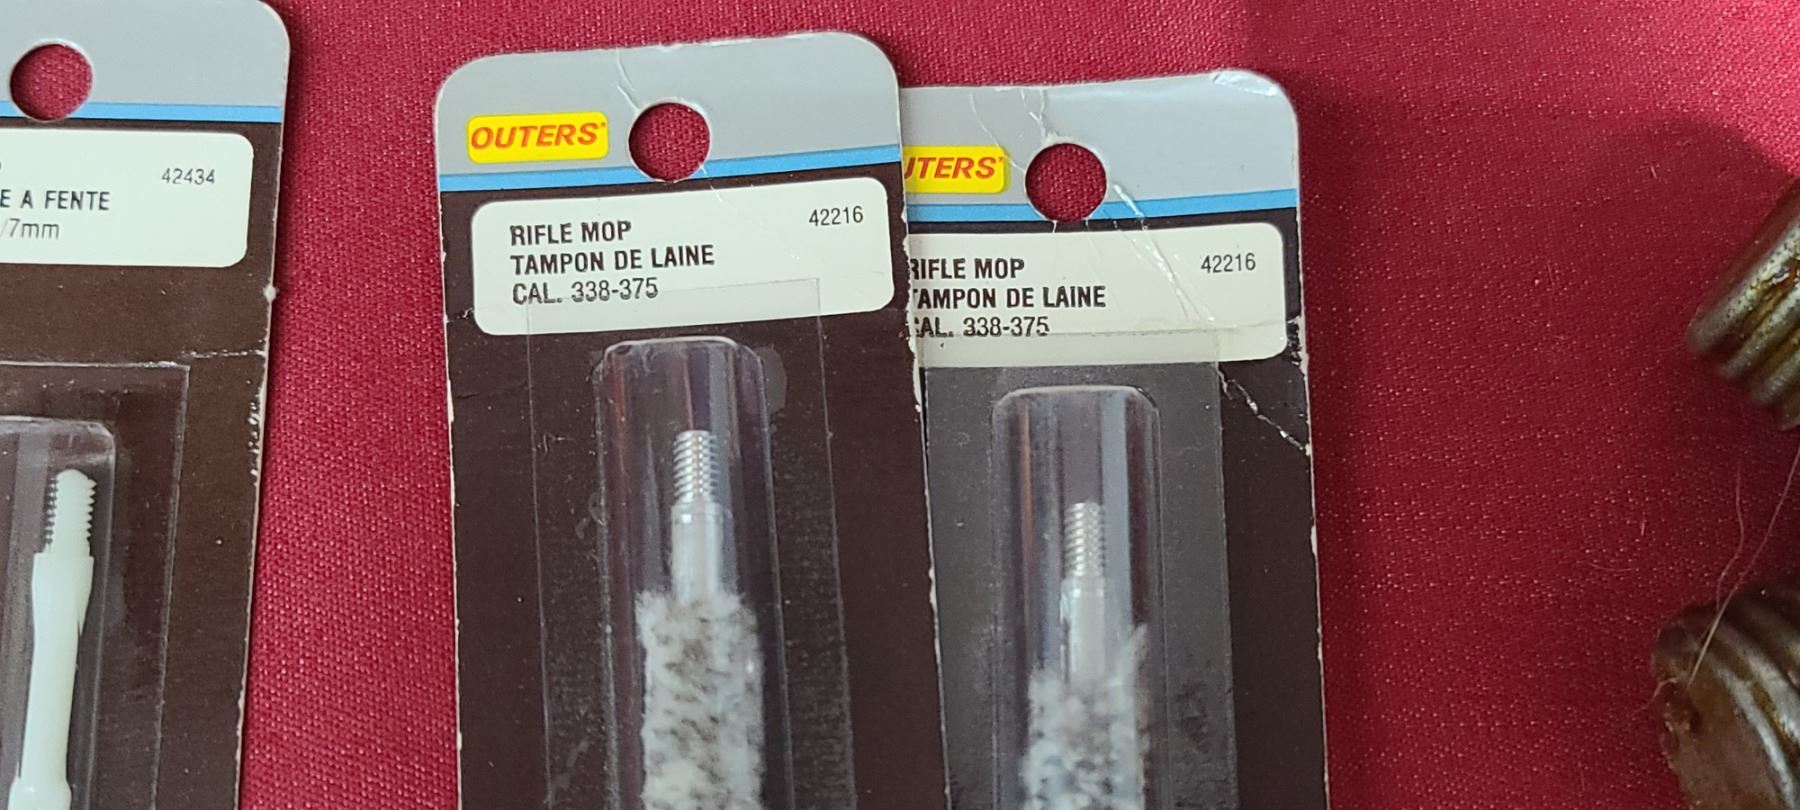 42434
E A FENTE
/7mm
OUTERS
RIFLE MOP 42216
TAMPON DE LAINE
CAL. 338-375
UTERS
RIFLE MOP 42216
TAMPON DE LAINE
CAL. 338-375